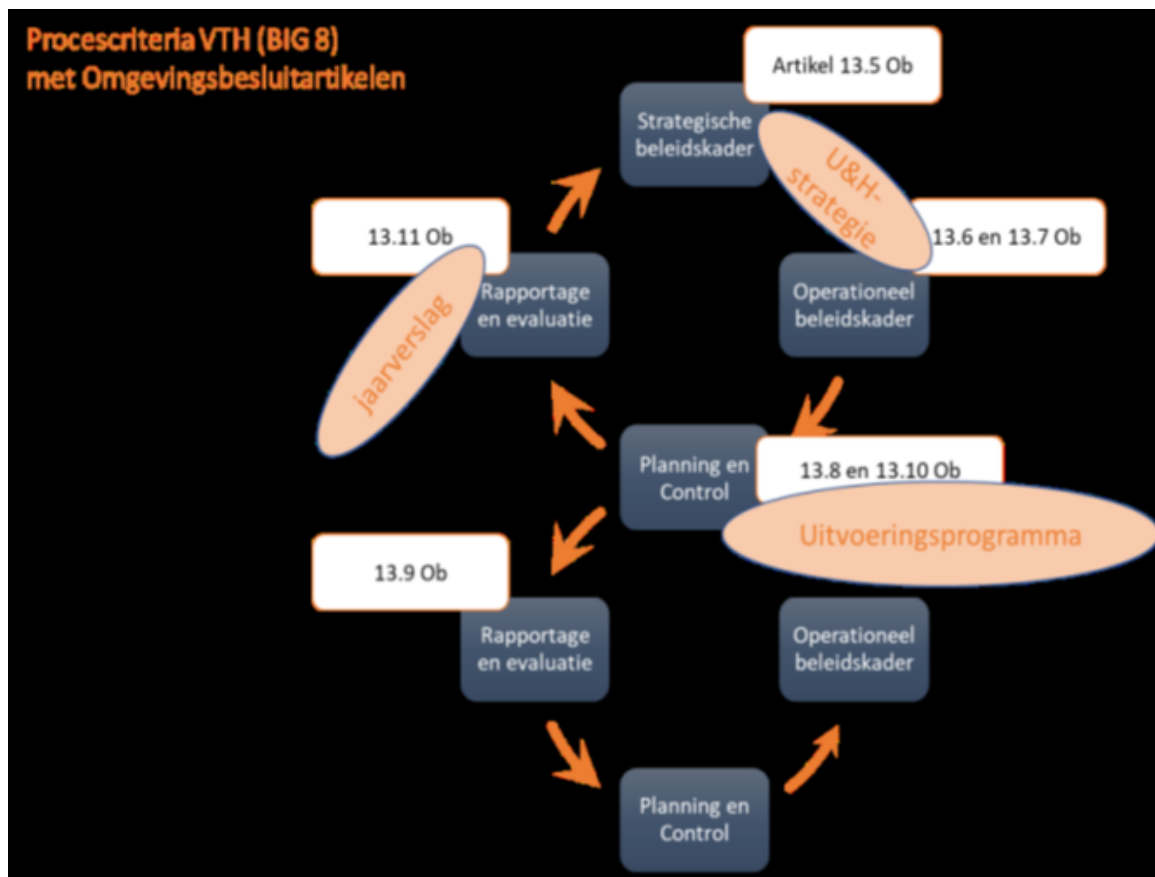 Procescriteria VTH (BIG 8)
met Omgevingsbesluitartikelen
Artikel 13.5 Ob
Strategische
beleidskader
U&H-
strategie
13.6 en 13.7 Ob
Operationeel
beleidskader
13.11 Ob
Rapportage
en evaluatie
jaarverslag
Planning en
Control
13.8 en 13.10 Ob
Uitvoeringsprogramma
13.9 Ob
Rapportage
en evaluatie
Operationeel
beleidskader
Planning en
Control